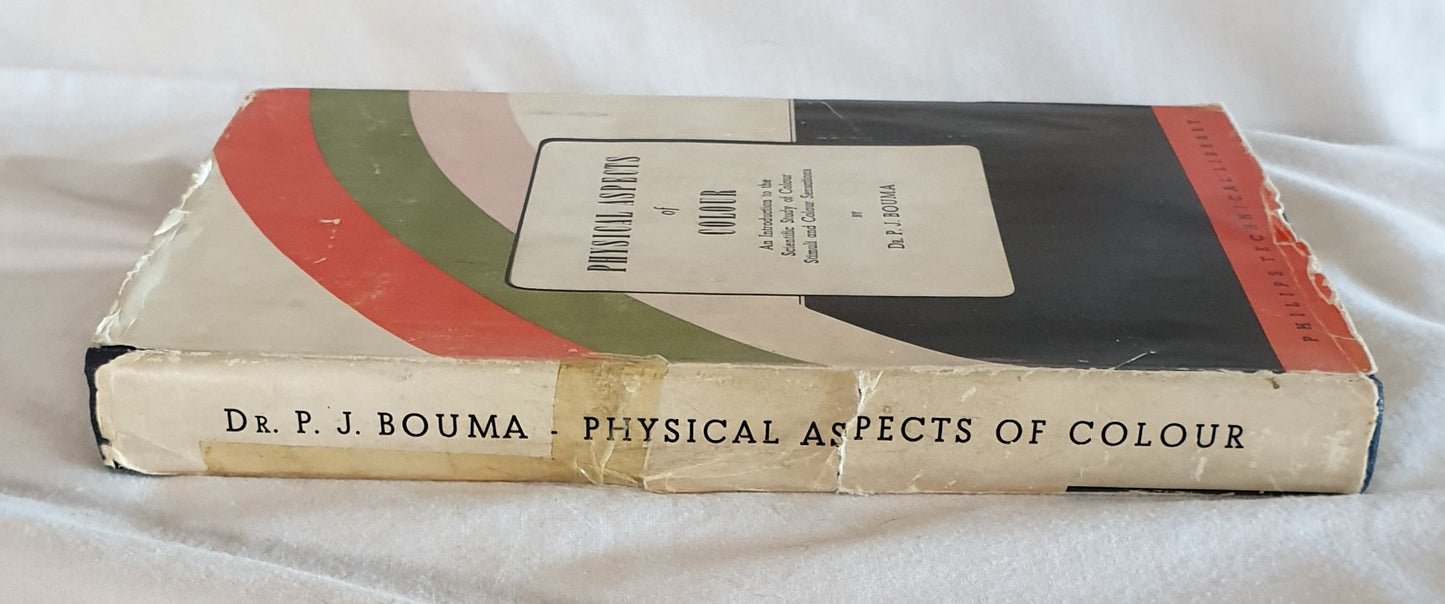 PHYSICAL ASPECTS
of
COLOUR
An Introduction to the
Scientific Study of Colour
Stimuli and Colour Sensations
BY
DR. P. J. BOUMA
PHILIPS TECHNICAL LIBRARY
DR. P. J. BOUMA - PHYSICAL ASPECTS OF COLOUR